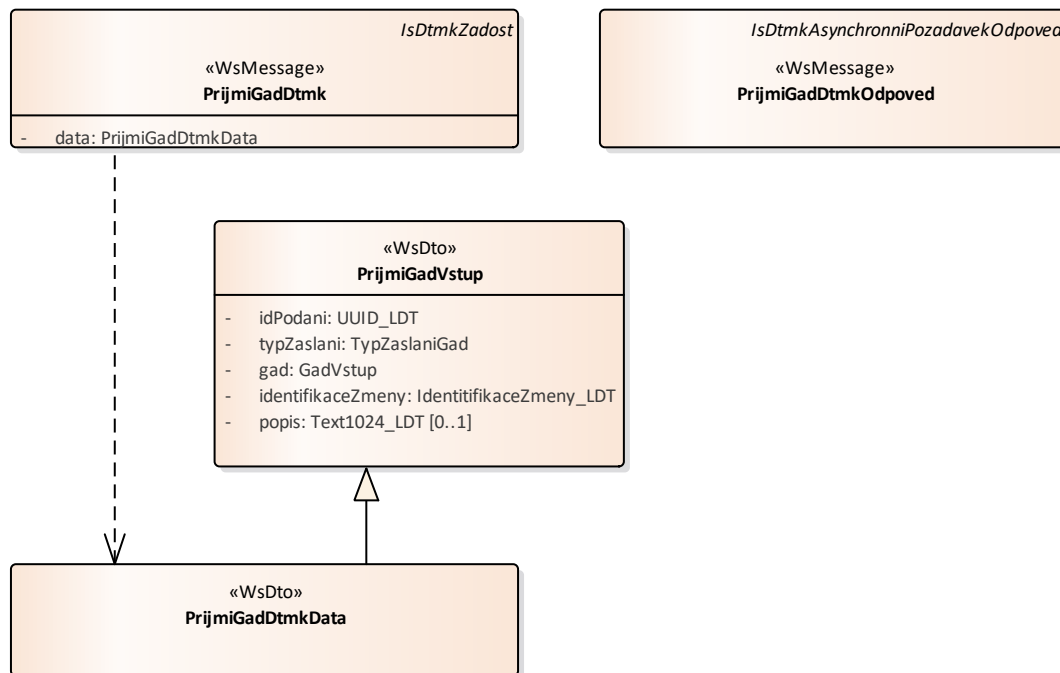 IsDtmkZadost
«WsMessage»
PrijmiGadDtmk
- data: PrijmiGadDtmkData
IsDtmkAsynchronniPozadavekOdpoved
«WsMessage»
PrijmiGadDtmkOdpoved
«WsDto»
PrijmiGadVstup
- idPodani: UUID_LDT
- typZaslani: TypZaslaniGad
- gad: GadVstup
- identifikaceZmeny: IdentitifikaceZmeny_LDT
- popis: Text1024_LDT [0..1]
«WsDto»
PrijmiGadDtmkData